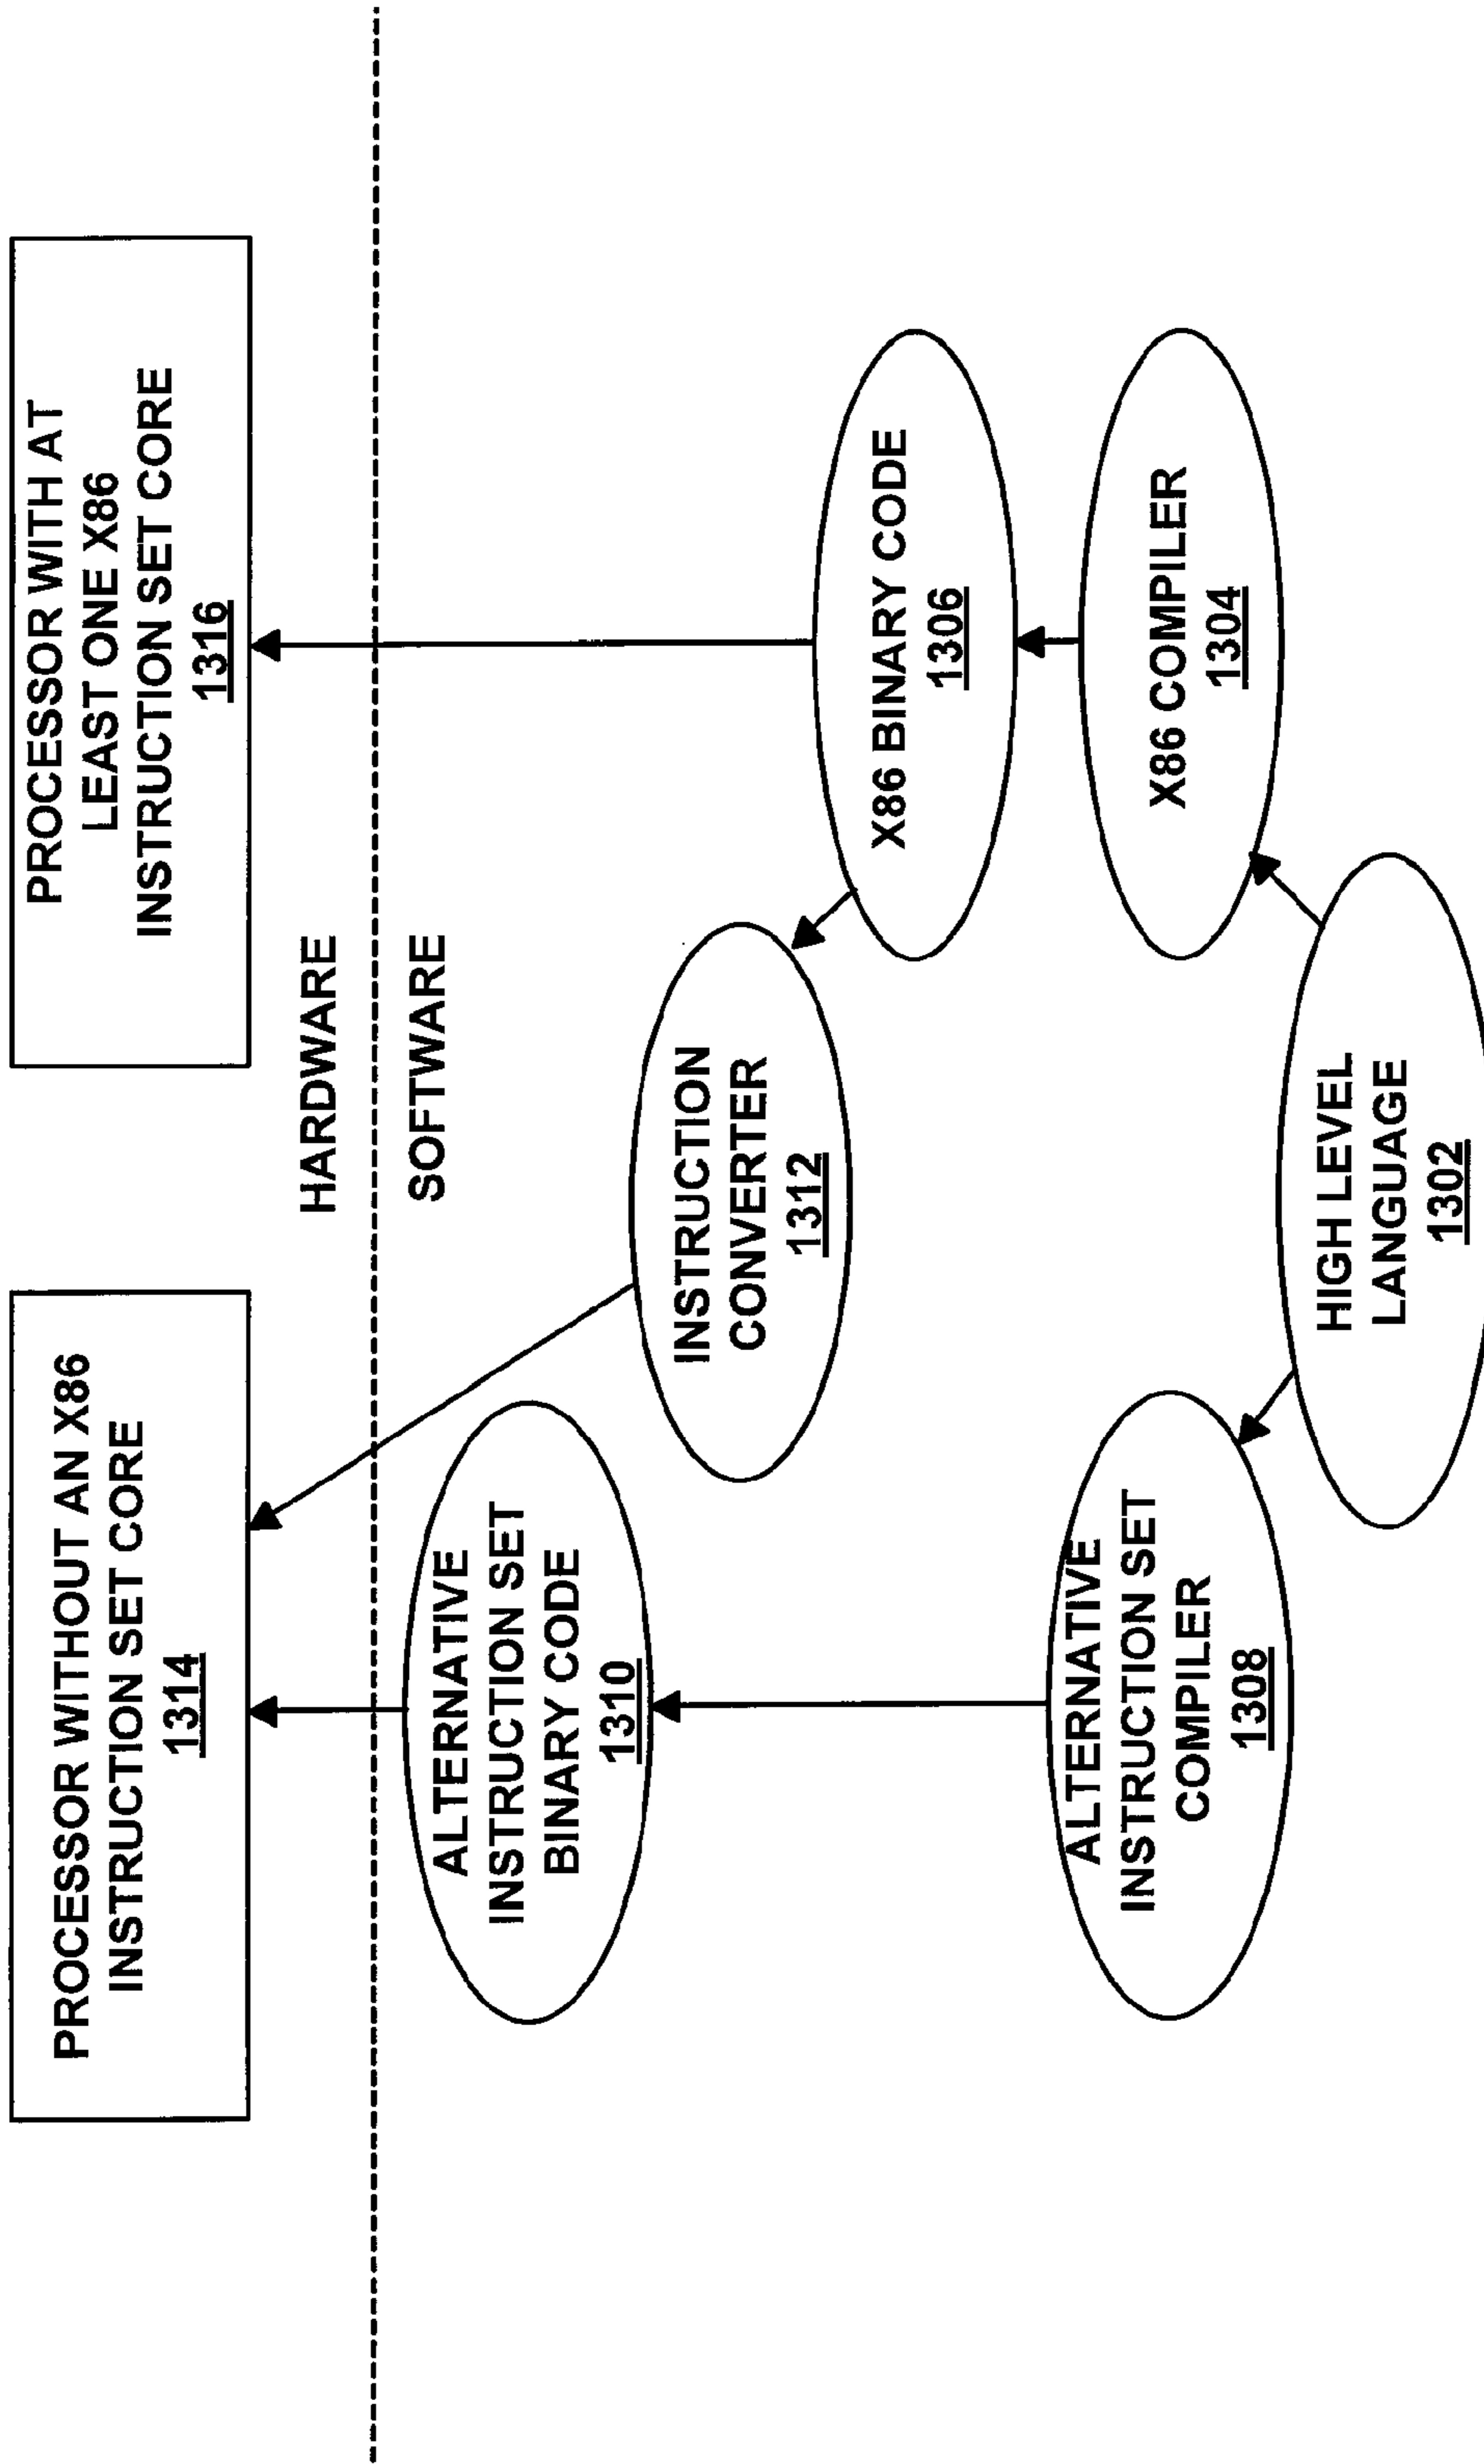 PROCESSOR WITHOUT AN X86
INSTRUCTION SET CORE
1314
PROCESSOR WITH AT
LEAST ONE X86
INSTRUCTION SET CORE
1316
HARDWARE
SOFTWARE
ALTERNATIVE
INSTRUCTION SET
BINARY CODE
1310
INSTRUCTION
CONVERTER
1312
X86 BINARY CODE
1306
ALTERNATIVE
INSTRUCTION SET
COMPILER
1308
X86 COMPILER
1304
HIGH LEVEL
LANGUAGE
1302